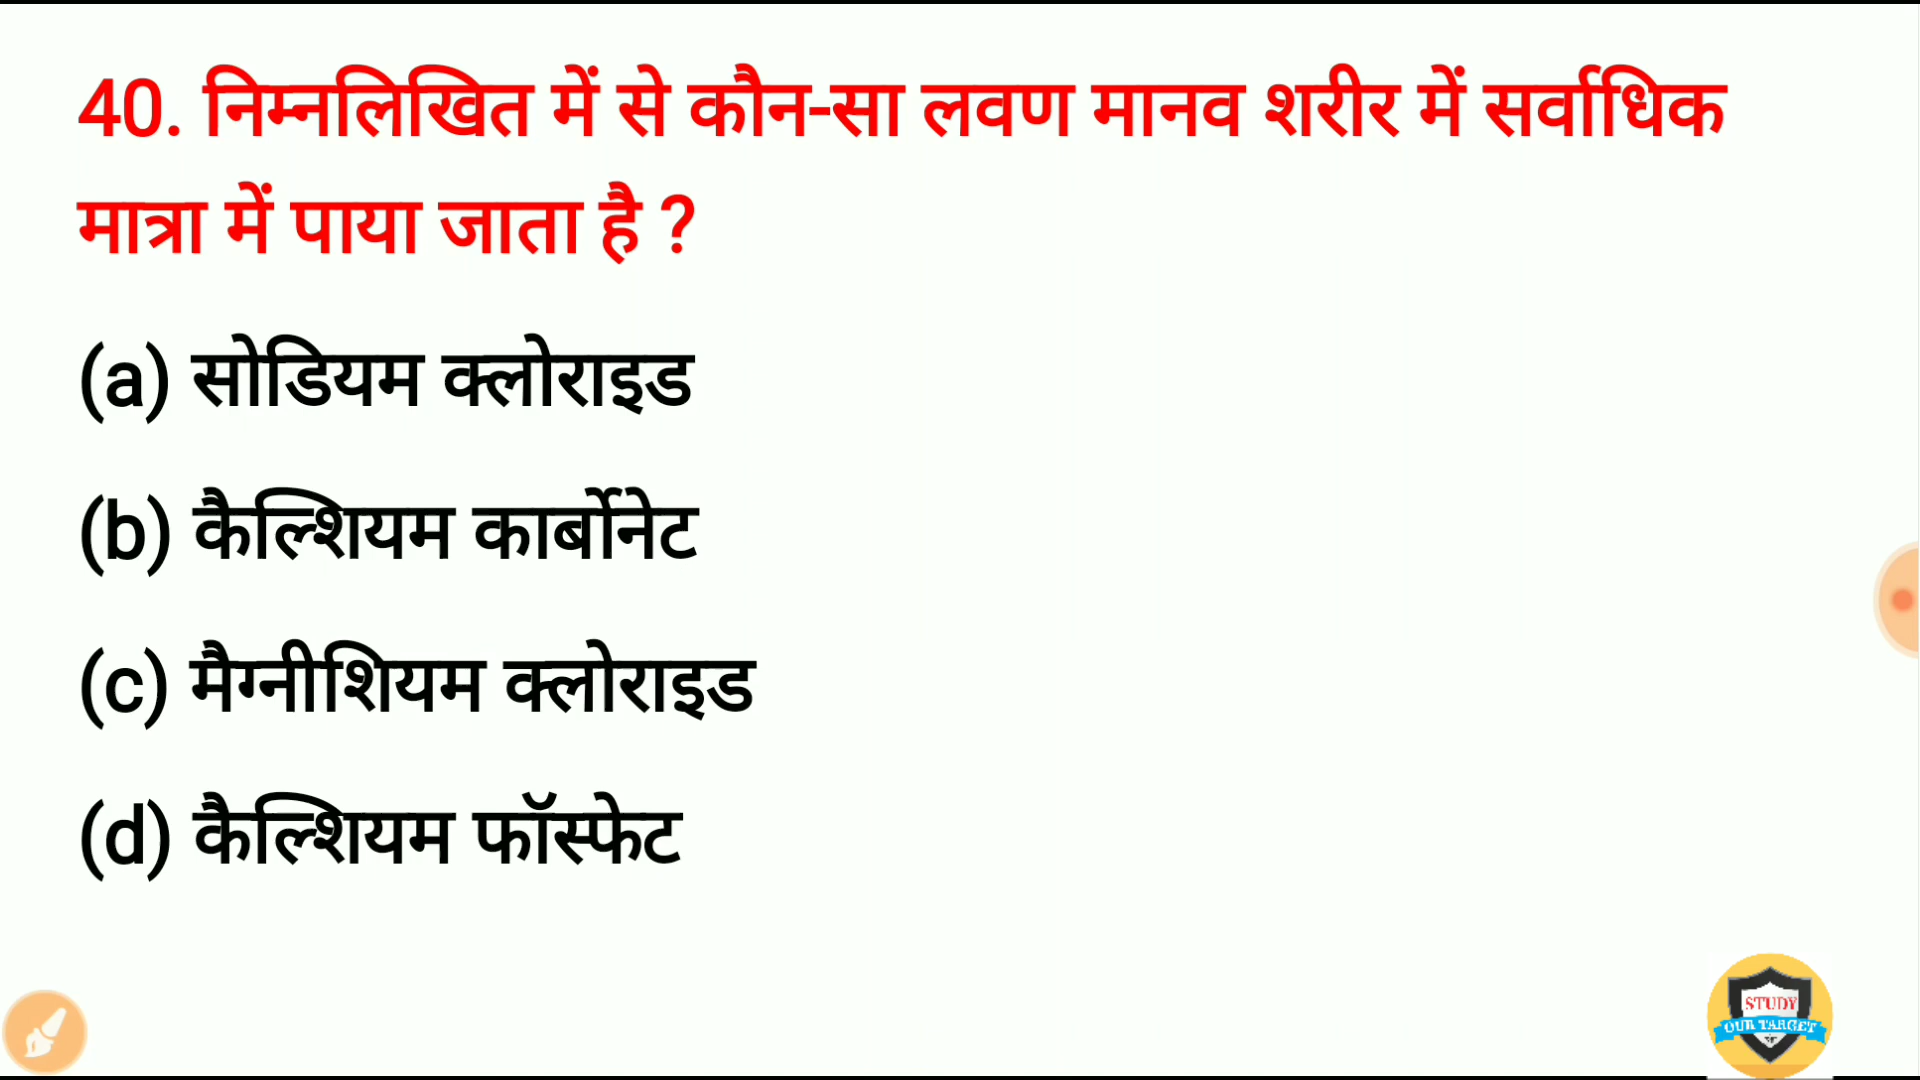 40. निम्नलिखित में से कौन-सा लवण मानव शरीर में सर्वाधिक
मात्रा में पाया जाता है ?
(a) सोडियम क्लोराइड
(b) कैल्शियम कार्बोनेट
(c) मैग्नीशियम क्लोराइड
(d) कैल्शियम फॉस्फेट
STUDY
OUR TARGET